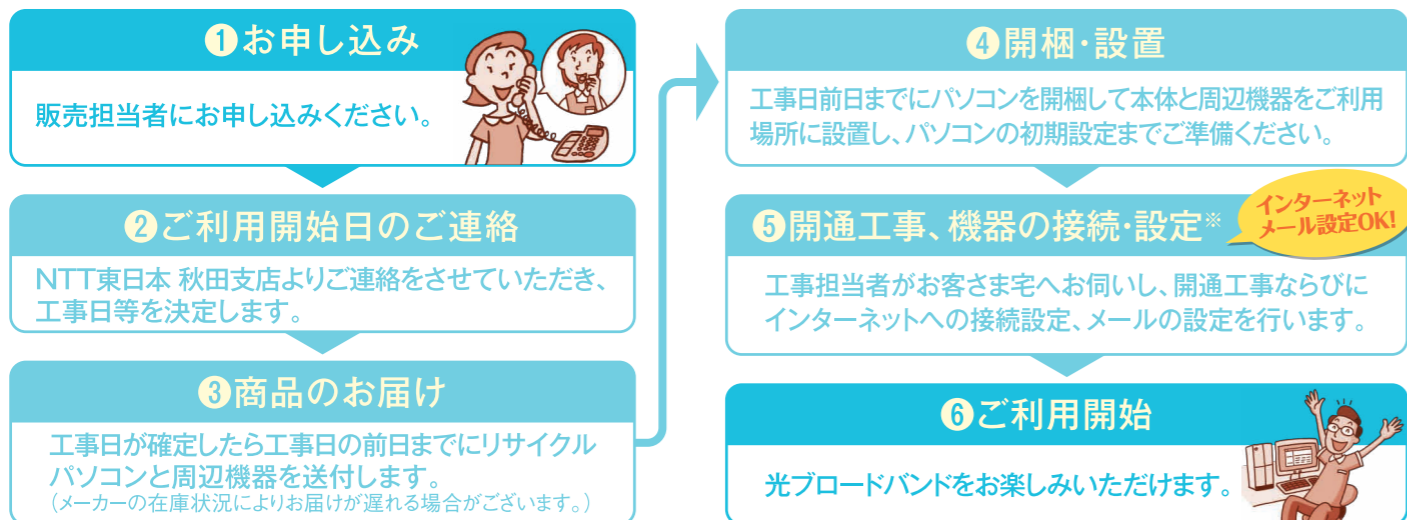 ❶お申し込み
販売担当者にお申し込みください。
❷ご利用開始日のご連絡
NTT東日本 秋田支店よりご連絡をさせていただき、
工事日等を決定します。
❸商品のお届け
工事日が確定したら工事日の前日までにリサイクル
パソコンと周辺機器を送付します。
(メーカーの在庫状況によりお届けが遅れる場合がございます。)
❹開梱・設置
工事日前日までにパソコンを開梱して本体と周辺機器をご利用
場所に設置し、パソコンの初期設定までご準備ください。
❺開通工事、機器の接続・設定※
インターネット
メール設定OK!
工事担当者がお客さま宅へお伺いし、開通工事ならびに
インターネットへの接続設定、メールの設定を行います。
❻ご利用開始
光ブロードバンドをお楽しみいただけます。